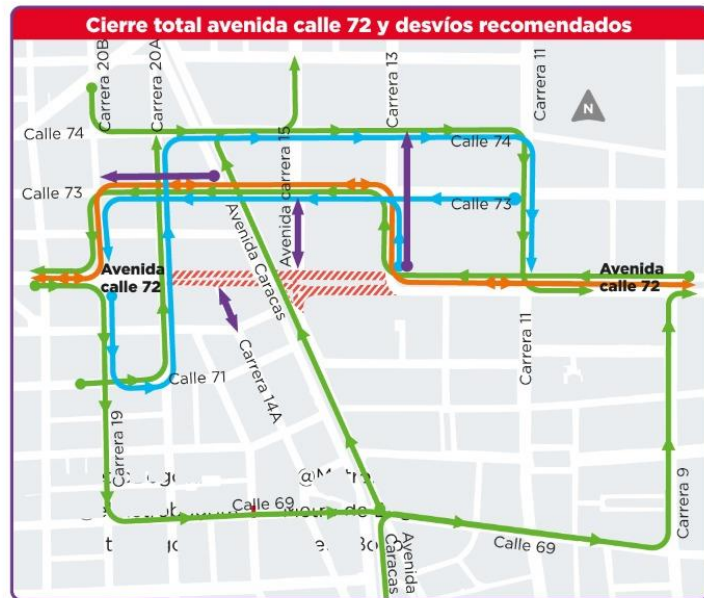 Cierre total avenida calle 72 y desvíos recomendados
Carrera 20B
Carrera 20A
Carrera 13
Carrera 11
N
Calle 74
Calle 74
Avenida carrera 15
Calle 73
Calle 73
Avenida Caracas
Avenida
calle 72
Avenida
calle 72
Calle 71
Carrera 14A
Carrera 11
Carrera 19
Calle 69
Avenida
Caracas
Calle 69
Carrera 9